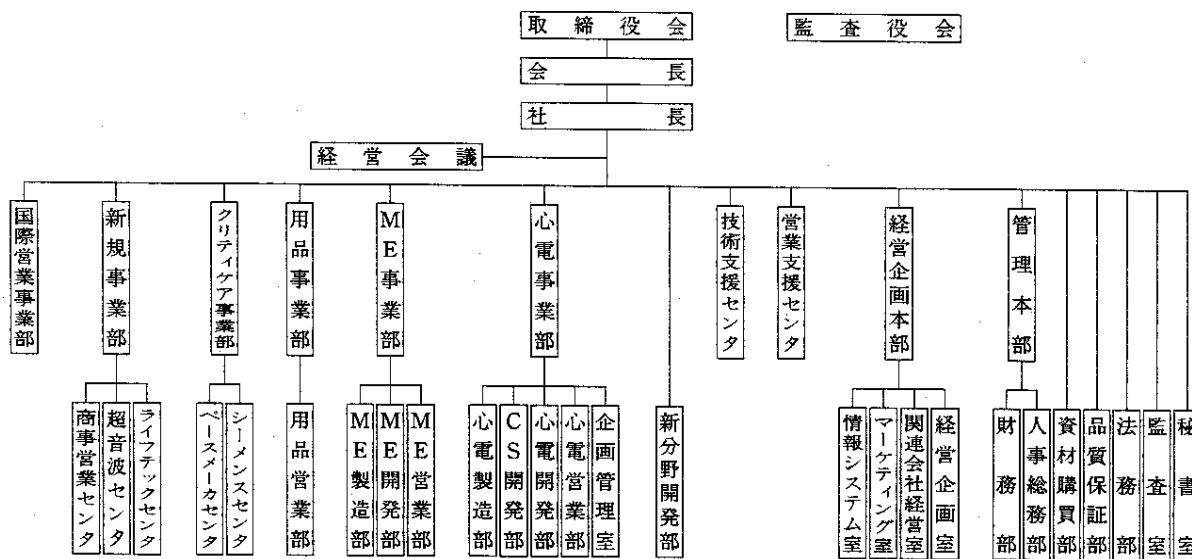 取締役会
監査役会
会長
社長
経営会議
国際営業事業部
新規事業部
クリティケア事業部
用品事業部
ME事業部
心電事業部
技術支援センタ
営業支援センタ
経営企画本部
管理本部
商事営業センタ
超音波センタ
ライフテックセンタ
ペースメーカセンタ
シーメンスセンタ
用品営業部
ME製造部
ME開発部
ME営業部
心電製造部
CS開発部
心電開発部
心電営業部
企画管理室
新分野開発部
情報システム室
マーケティング室
関連会社経営室
経営企画室
財務部
人事総務部
資材購買部
品質保証部
法務部
監査室
秘書室